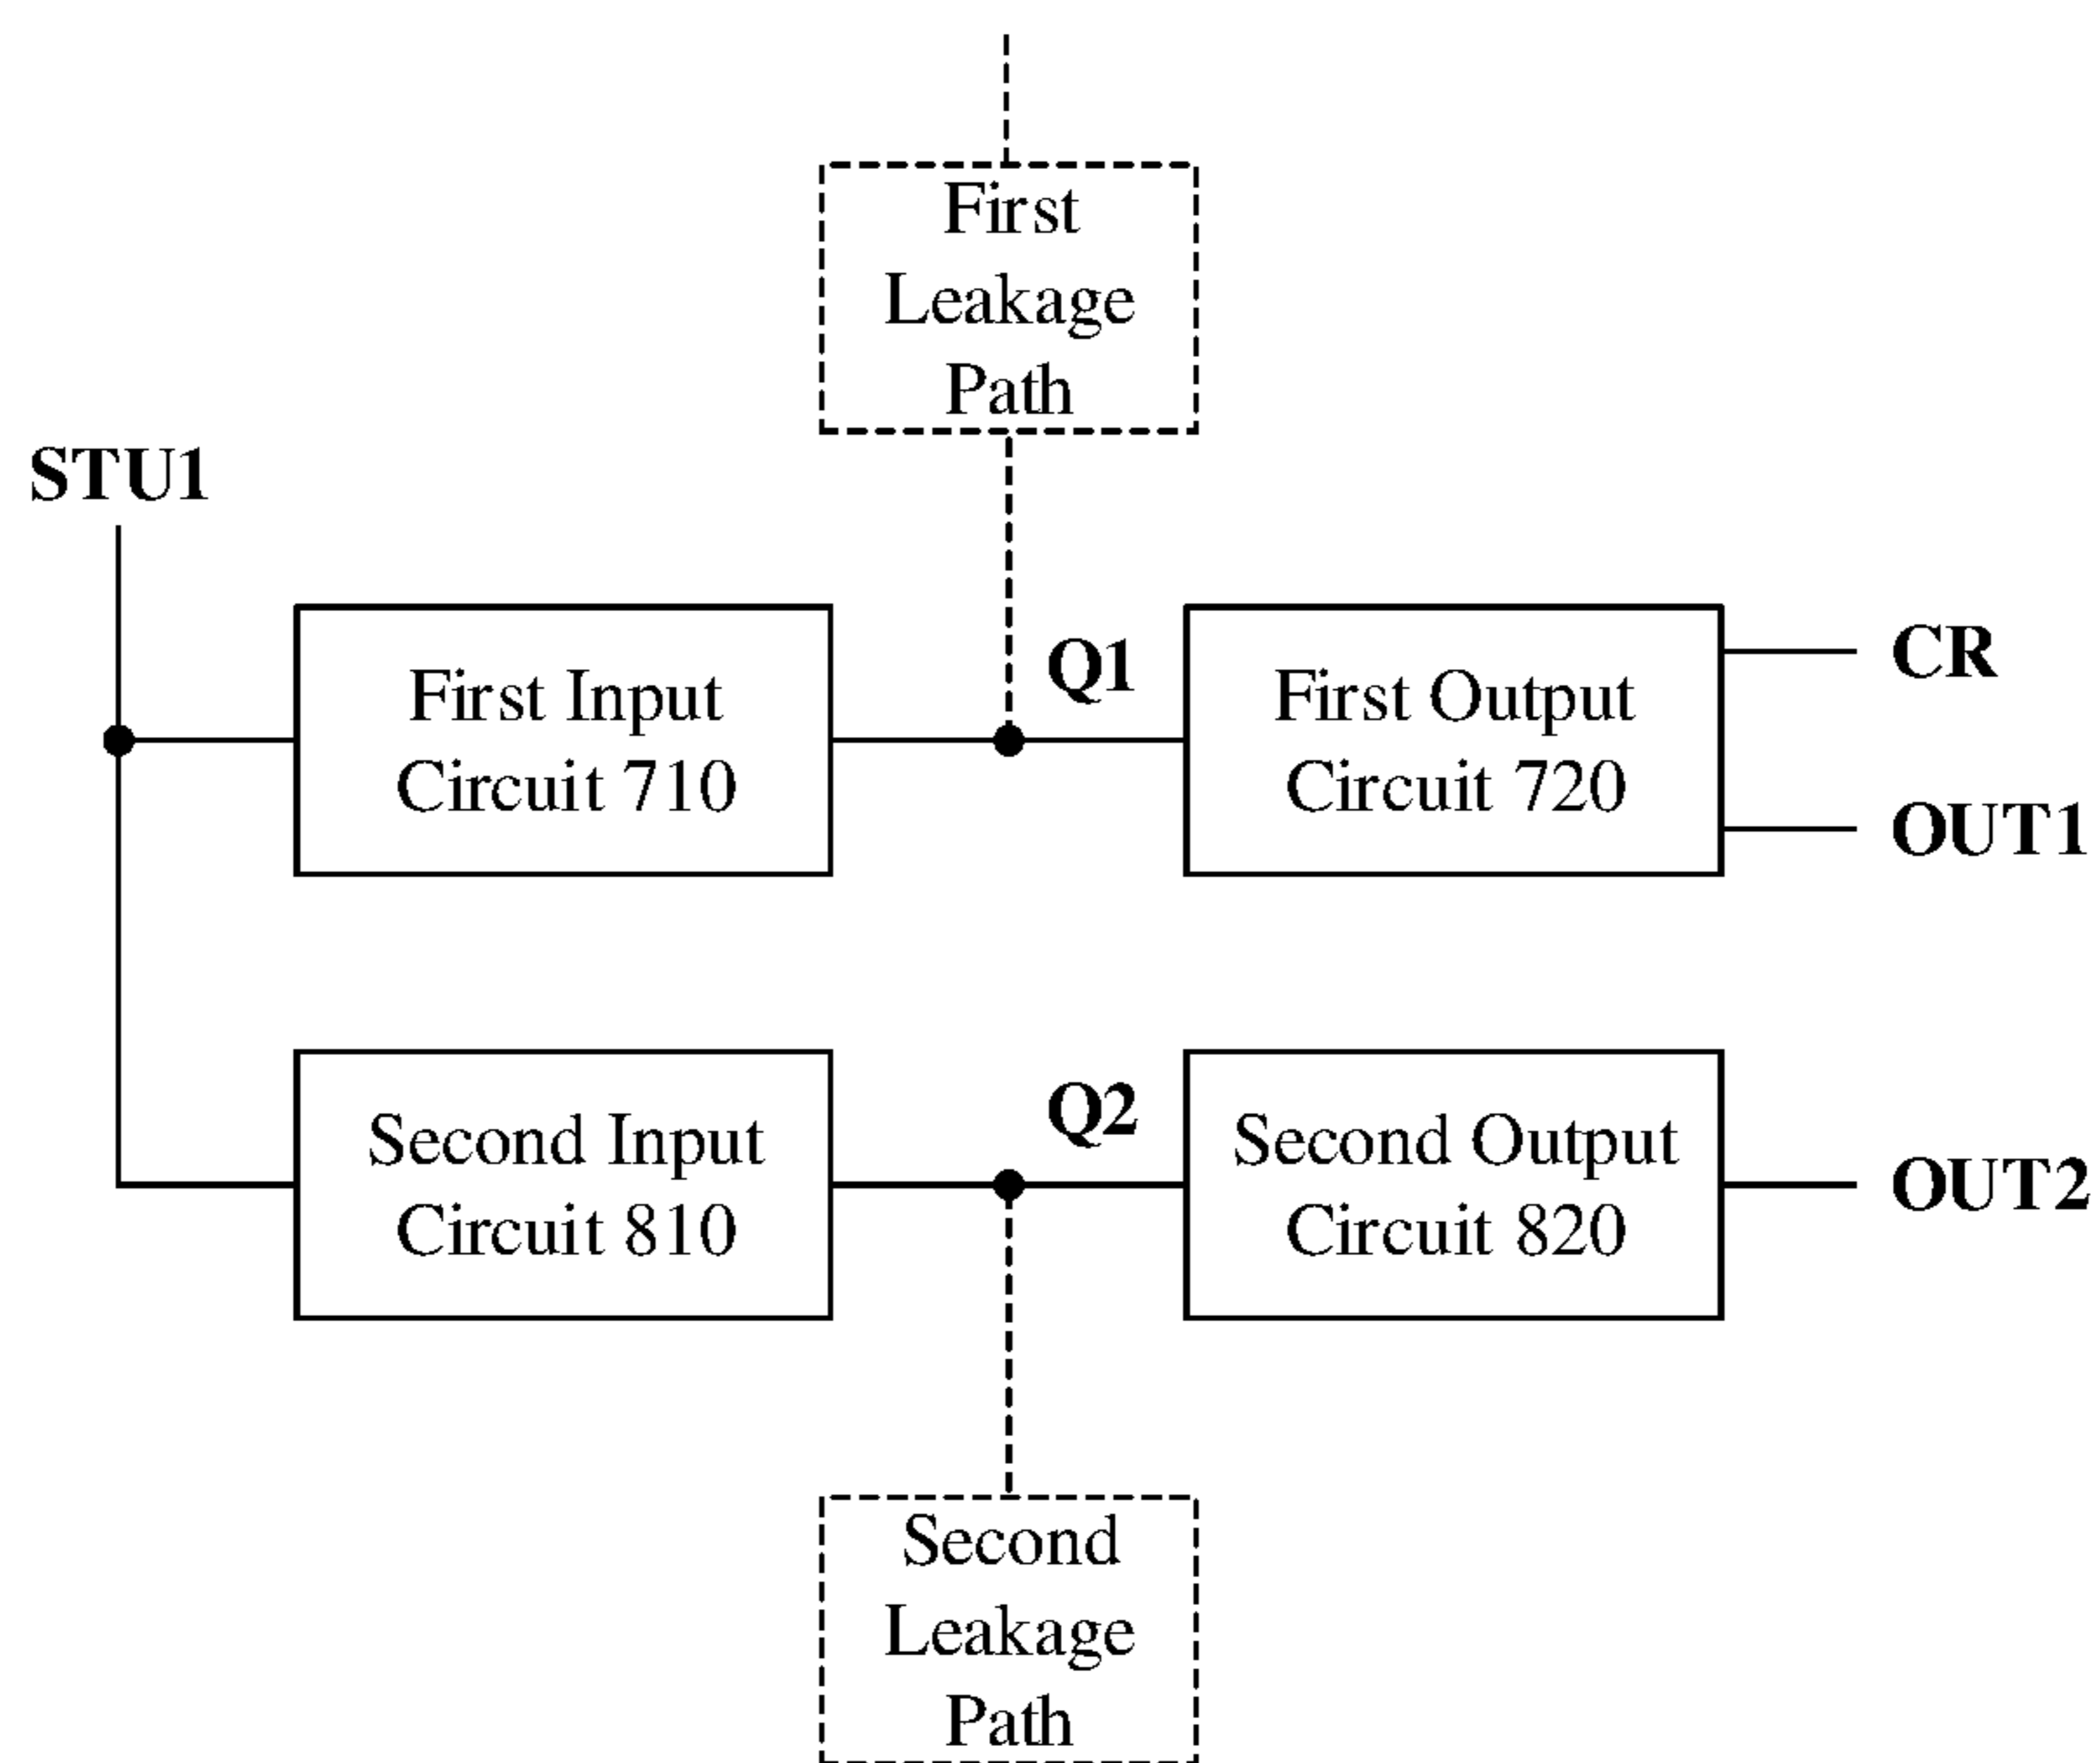 First
Leakage
Path
STU1
First Input
Circuit 710
Q1
First Output
Circuit 720
CR
OUT1
Second Input
Circuit 810
Q2
Second Output
Circuit 820
OUT2
Second
Leakage
Path